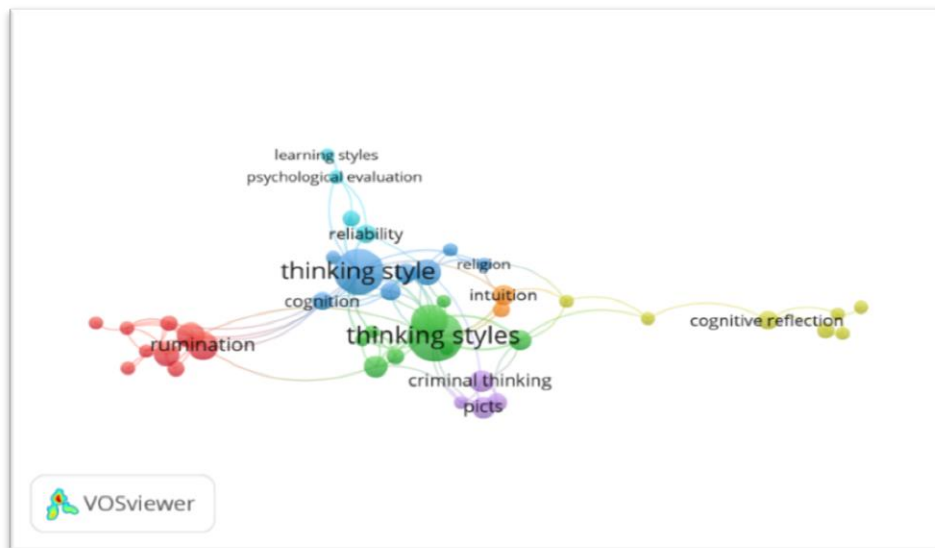 learning styles
psychological evaluation
reliability
religion
thinking style
intuition
cognition
cognitive reflection
thinking styles
rumination
criminal thinking
picts
VOSviewer